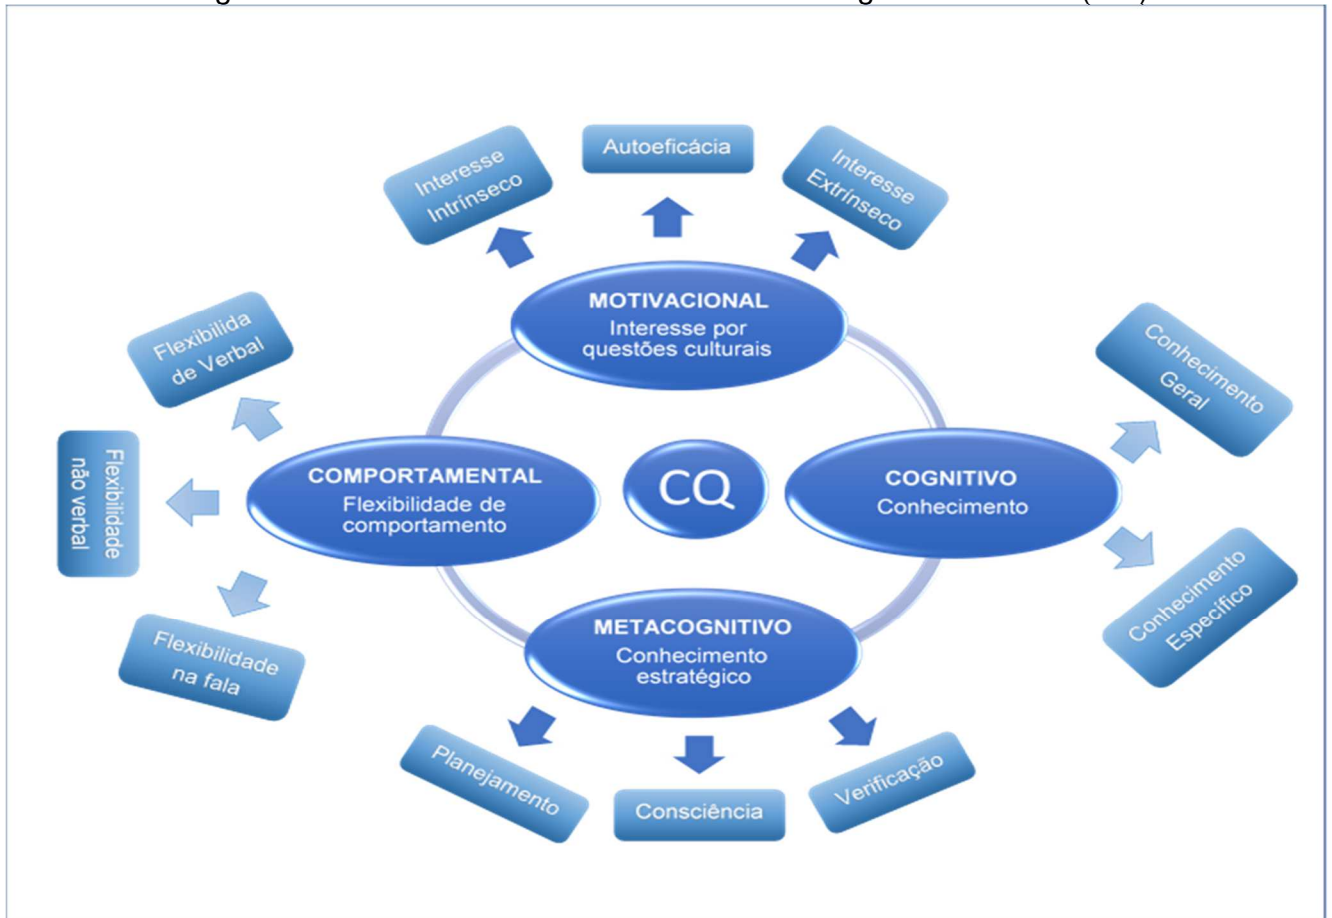 Interesse
Intrínseco
Autoeficácia
Interesse
Extrínseco
MOTIVACIONAL
Interesse por
questões culturais
Flexibilida
de Verbal
Conhecimento
Geral
Flexibilidade
não verbal
COMPORTAMENTAL
Flexibilidade de
comportamento
CQ
COGNITIVO
Conhecimento
Conhecimento
Específico
Flexibilidade
na fala
METACOGNITIVO
Conhecimento
estratégico
Planejamento
Consciência
Verificação